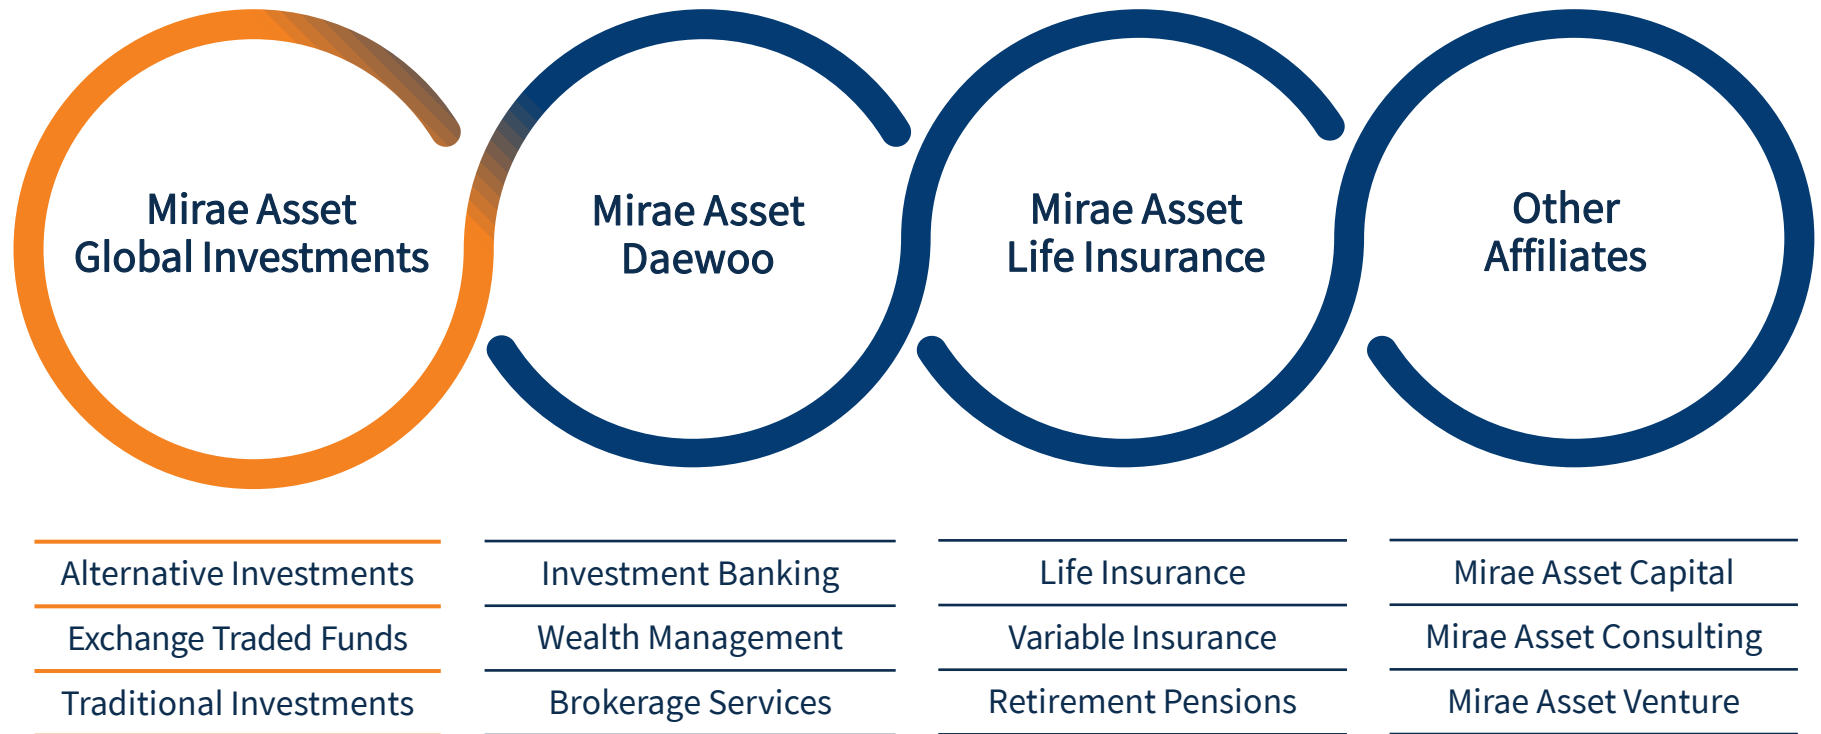 Mirae Asset
Global Investments
Mirae Asset
Daewoo
Mirae Asset
Life Insurance
Other
Affiliates
Alternative Investments
Exchange Traded Funds
Traditional Investments
Investment Banking
Wealth Management
Brokerage Services
Life Insurance
Variable Insurance
Retirement Pensions
Mirae Asset Capital
Mirae Asset Consulting
Mirae Asset Venture